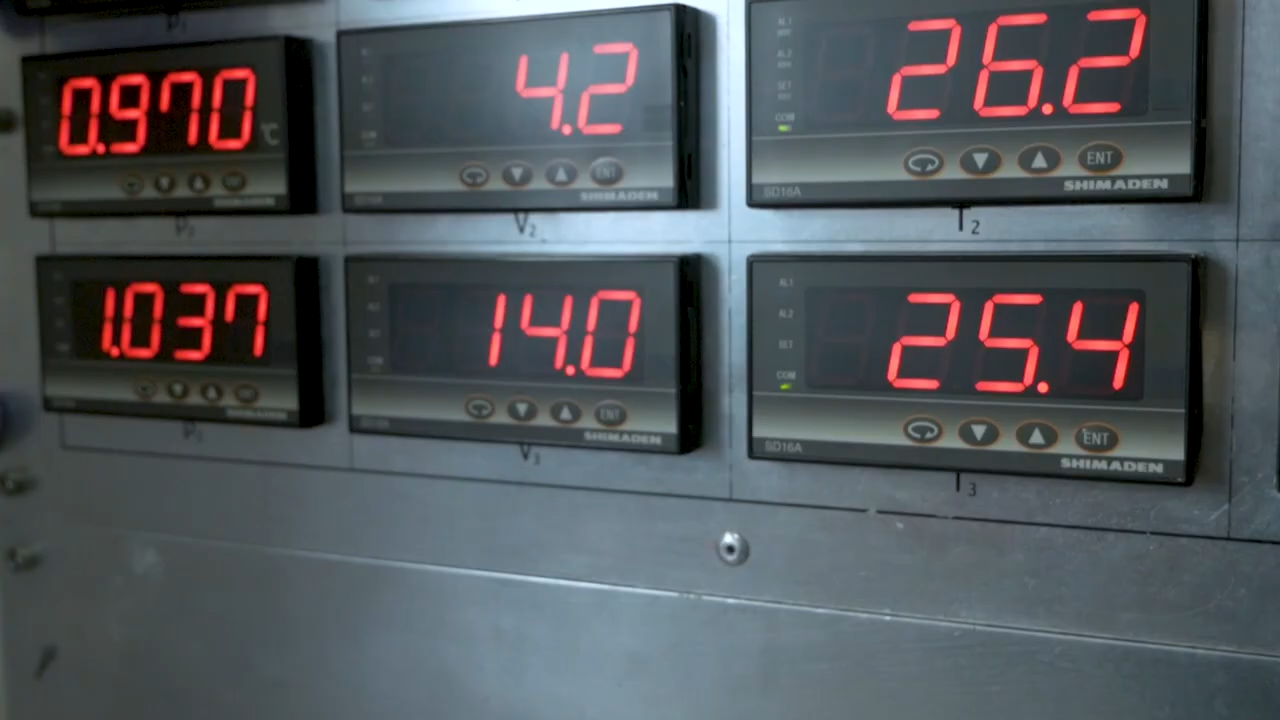 0.970 °C
4.2
ENT
SHIMADEN
V₂
26.2
AL1
AL2
SET
COM
ENT
SD16A
SHIMADEN
T₂
1.037
14.0
ENT
SHIMADEN
V₃
25.4
AL1
AL2
SET
COM
ENT
SD16A
SHIMADEN
T₃